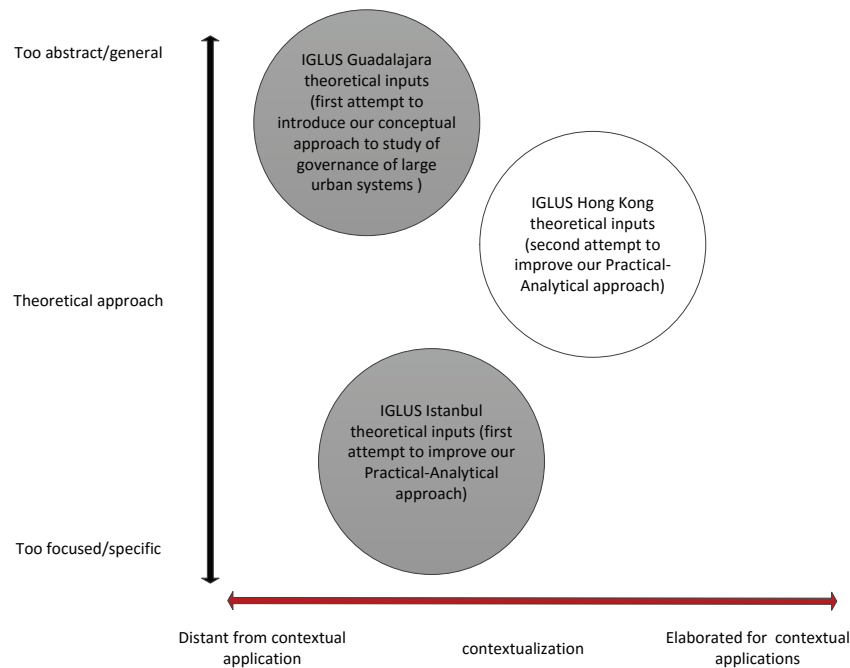 Too abstract/general
IGLUS Guadalajara
theoretical inputs
(first attempt to
introduce our conceptual
approach to study of
governance of large
urban systems )
IGLUS Hong Kong
theoretical inputs
(second attempt to
improve our Practical-
Analytical approach)
Theoretical approach
IGLUS Istanbul
theoretical inputs (first
attempt to improve our
Practical-Analytical
approach)
Too focused/specific
Distant from contextual
application
contextualization
Elaborated for  contextual
applications